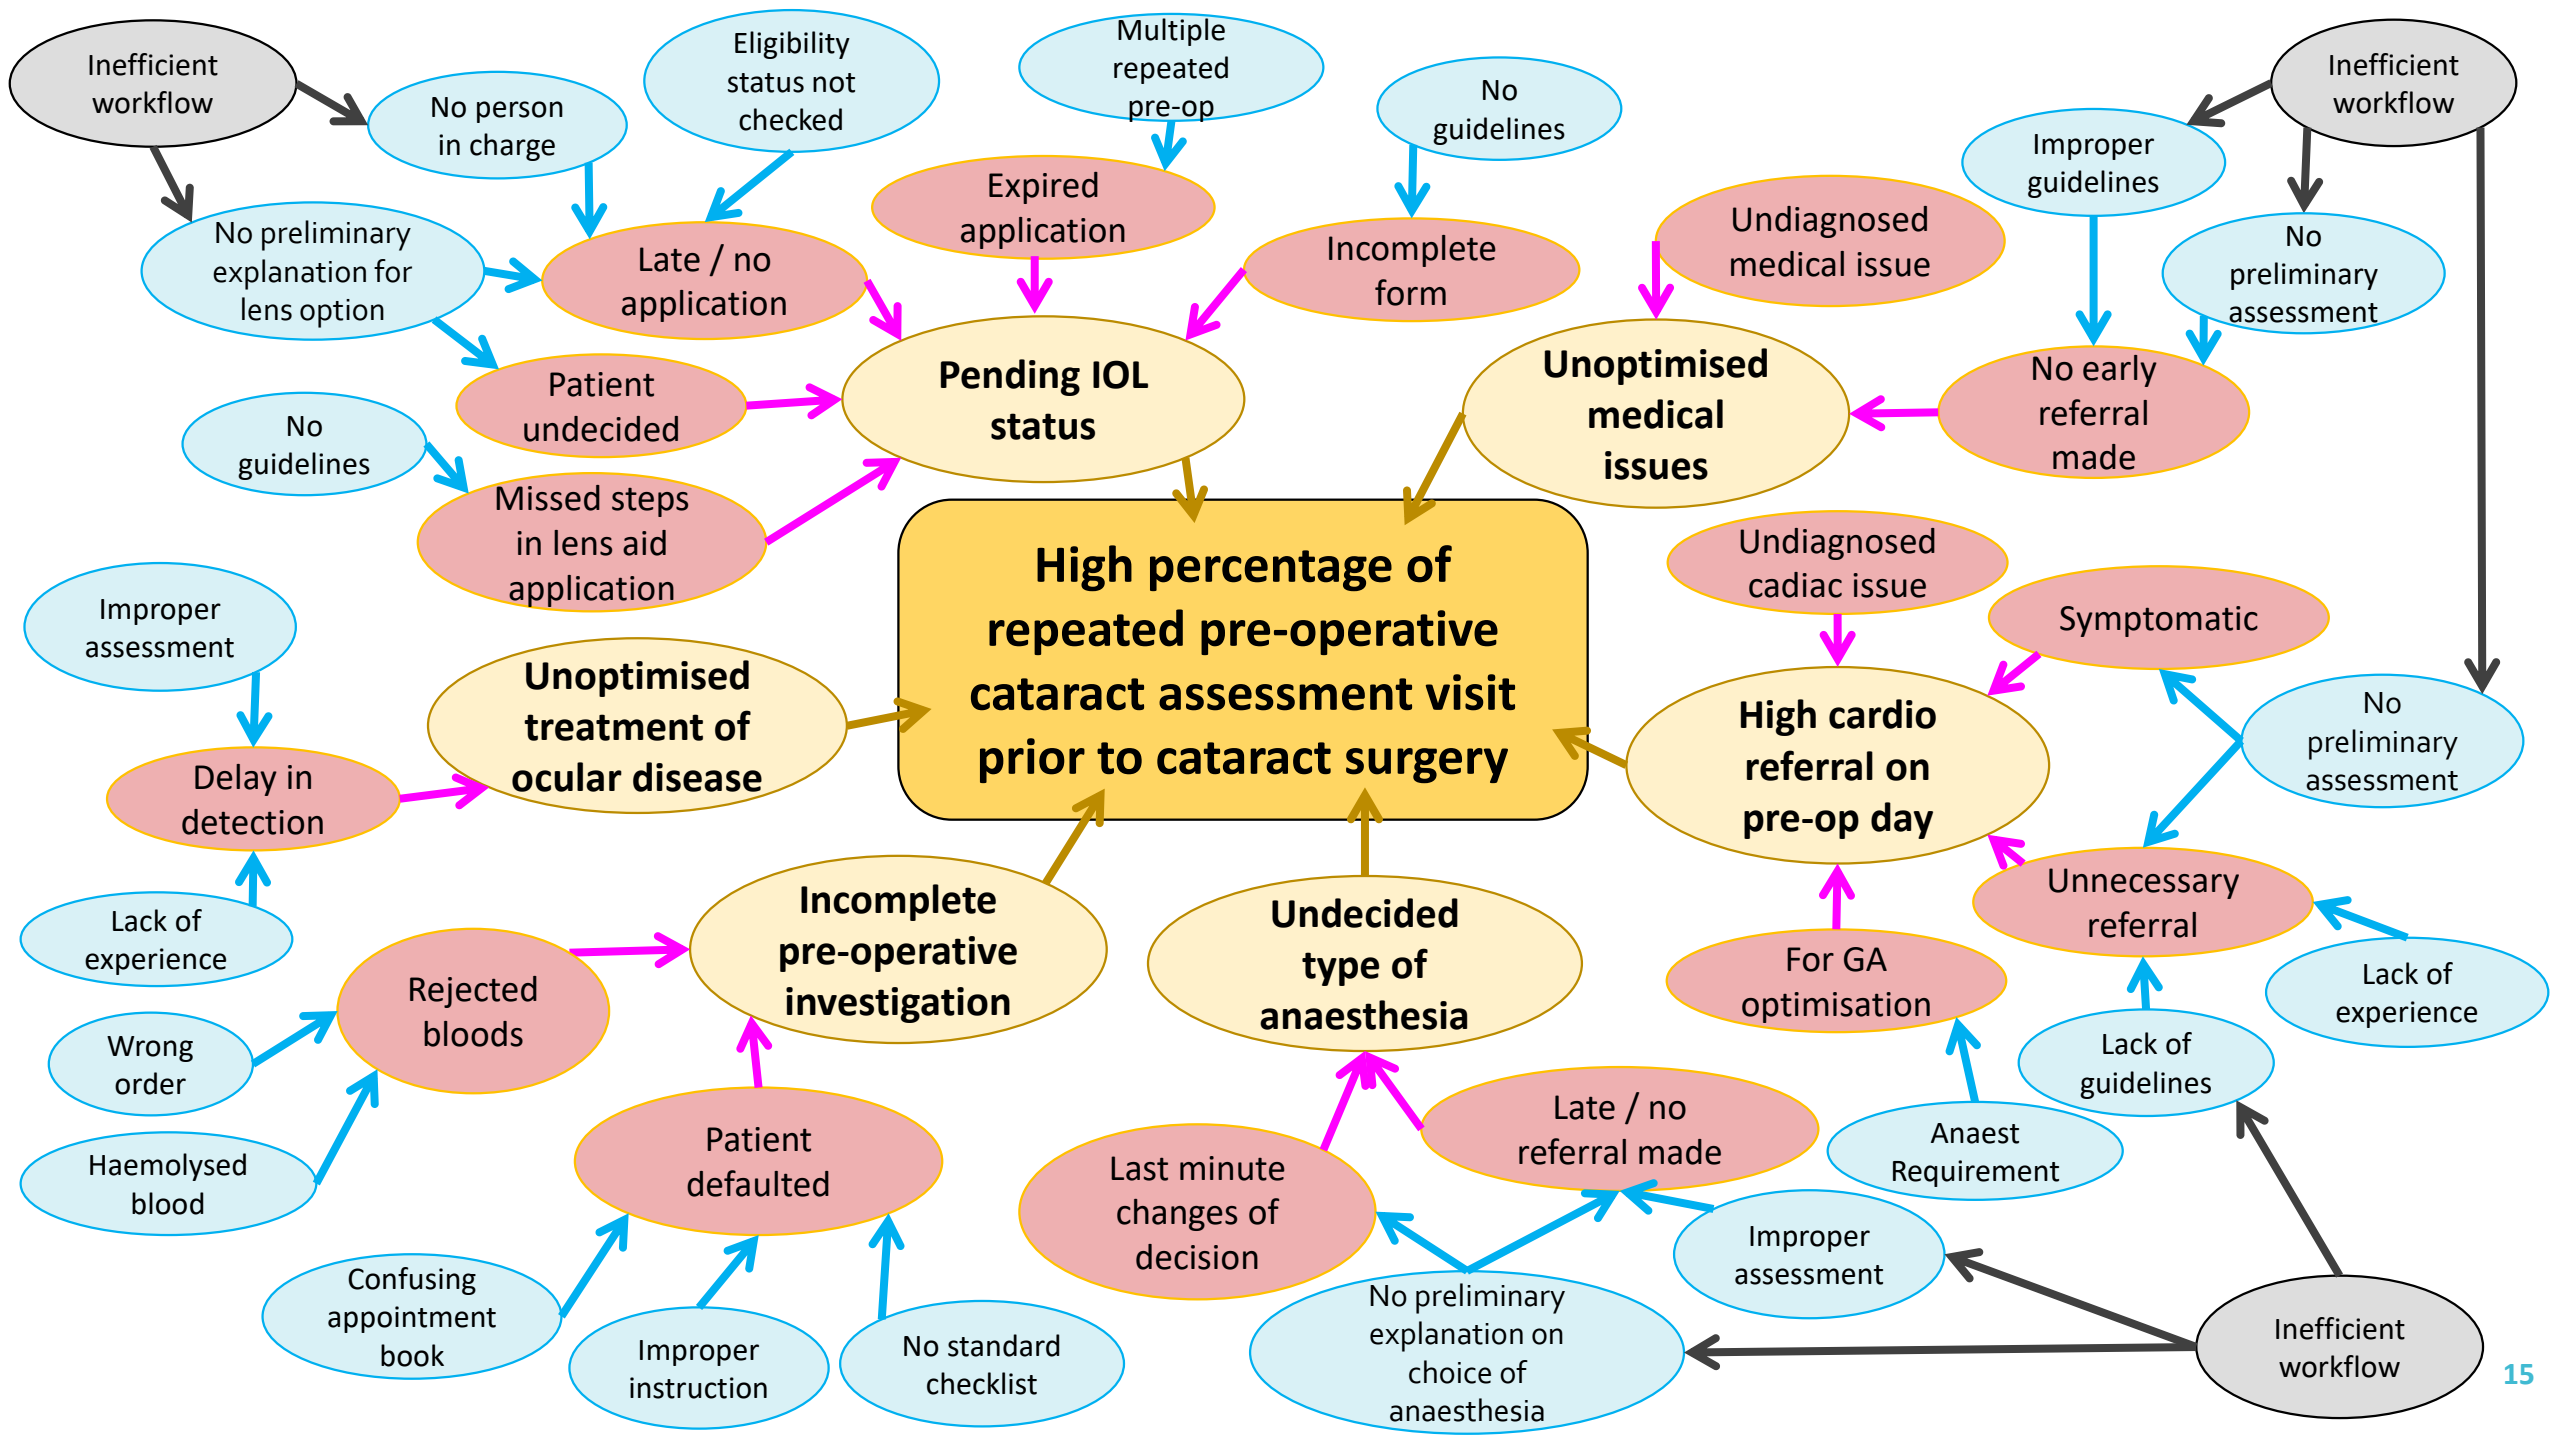 Inefficient
workflow
No person
in charge
Eligibility
status not
checked
Multiple
repeated
pre-op
No
guidelines
Inefficient
workflow
Improper
guidelines
No
preliminary
assessment
No preliminary
explanation for
lens option
Late / no
application
Expired
application
Incomplete
form
Undiagnosed
medical issue
No early
referral
made
Patient
undecided
Pending IOL
status
Unoptimised
medical
issues
No
guidelines
Missed steps
in lens aid
application
High percentage of
repeated pre-operative
cataract assessment visit
prior to cataract surgery
Undiagnosed
cadiac issue
Symptomatic
Improper
assessment
Unoptimised
treatment of
ocular disease
High cardio
referral on
pre-op day
No
preliminary
assessment
Delay in
detection
Lack of
experience
Incomplete
pre-operative
investigation
Undecided
type of
anaesthesia
Unnecessary
referral
For GA
optimisation
Lack of
experience
Rejected
bloods
Wrong
order
Haemolysed
blood
Lack of
guidelines
Anaest
Requirement
Patient
defaulted
Last minute
changes of
decision
Late / no
referral made
Improper
assessment
Confusing
appointment
book
Improper
instruction
No standard
checklist
No preliminary
explanation on
choice of
anaesthesia
Inefficient
workflow
15